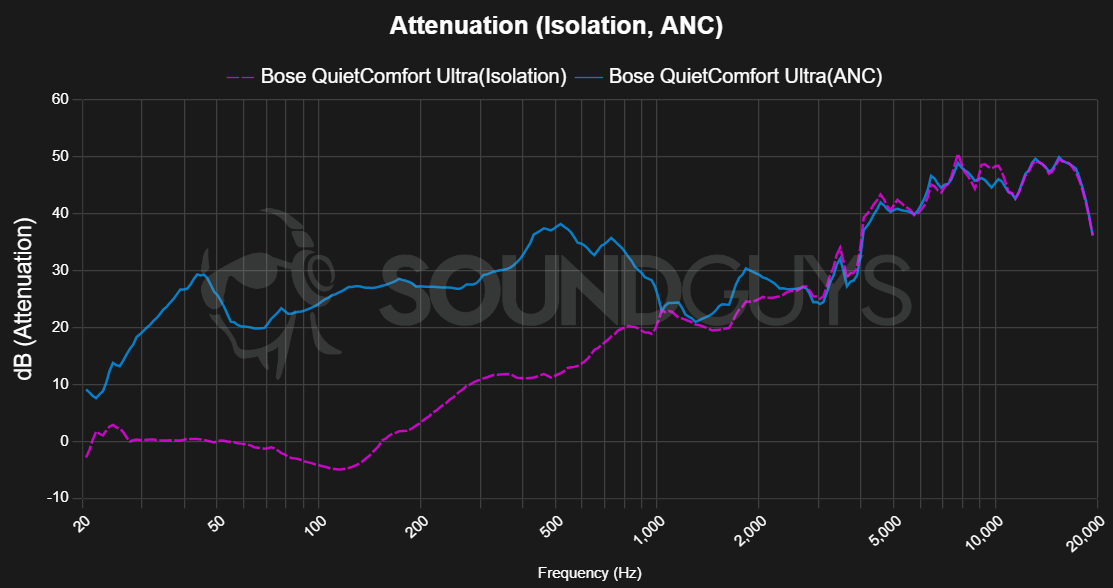 Attenuation (Isolation, ANC)
Bose QuietComfort Ultra(Isolation) Bose QuietComfort Ultra(ANC)
60
50
40
30
20
10
0
-10
dB (Attenuation)
SOUNDGUYS
20 50 100 200 500 1,000 2,000 5,000 10,000 20,000
Frequency (Hz)